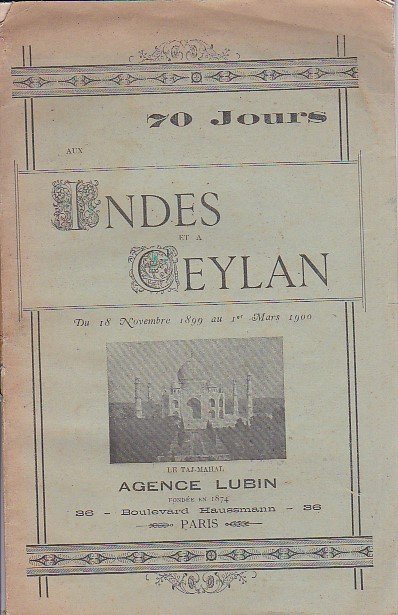 70 Jours
AUX
INDES
ET A
CEYLAN
Du 18 Novembre 1899 au 1er Mars 1900
LE TAJ-MAHAL
AGENCE LUBIN
FONDÉE EN 1874
36 - Boulevard Haussmann - 36
PARIS